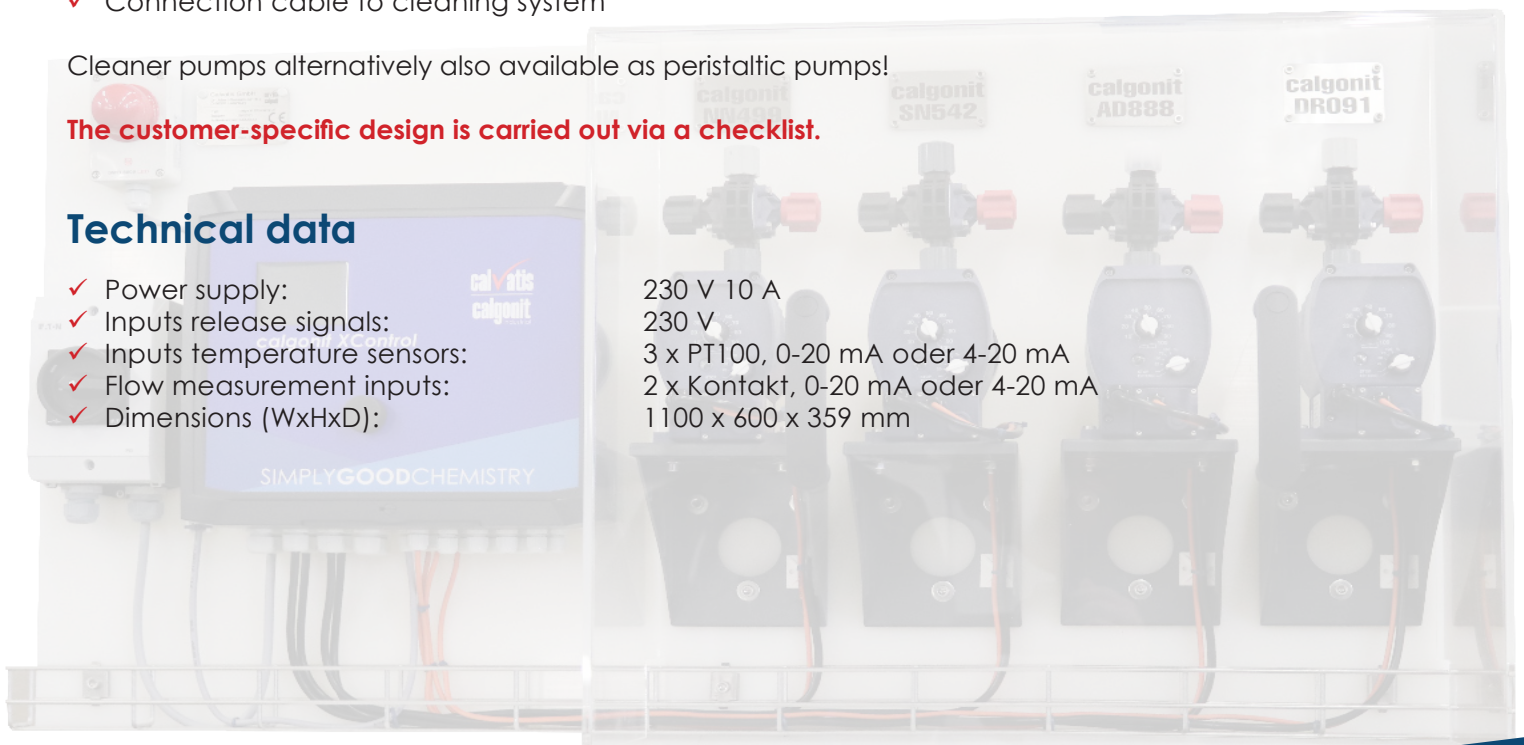 Connection cable to cleaning system
Cleaner pumps alternatively also available as peristaltic pumps!
The customer-specific design is carried out via a checklist.
calgonit
NN499
calgonit
SN542
calgonit
AD888
calgonit
DR091
Technical data
✓ Power supply: 230 V 10 A
✓ Inputs release signals: 230 V
✓ Inputs temperature sensors: 3 x PT100, 0-20 mA oder 4-20 mA
✓ Flow measurement inputs: 2 x Kontakt, 0-20 mA oder 4-20 mA
✓ Dimensions (WxHxD): 1100 x 600 x 359 mm
calvatis
calgonit
calgonit XControl
SIMPLYGOODCHEMISTRY